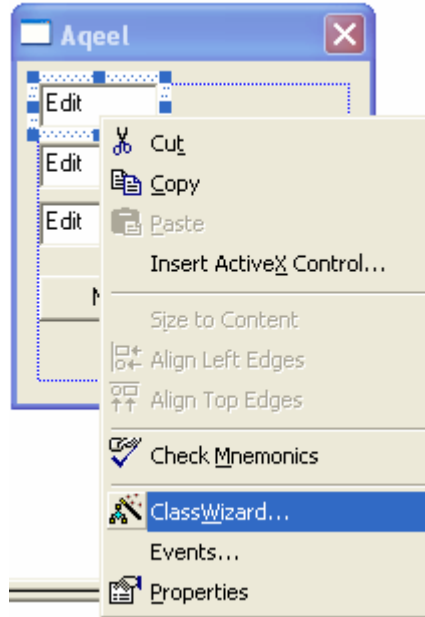 Aqeel
Edit
Edit
Edit
Cut
Copy
Paste
Insert ActiveX Control...
Size to Content
Align Left Edges
Align Top Edges
Check Mnemonics
ClassWizard...
Events...
Properties